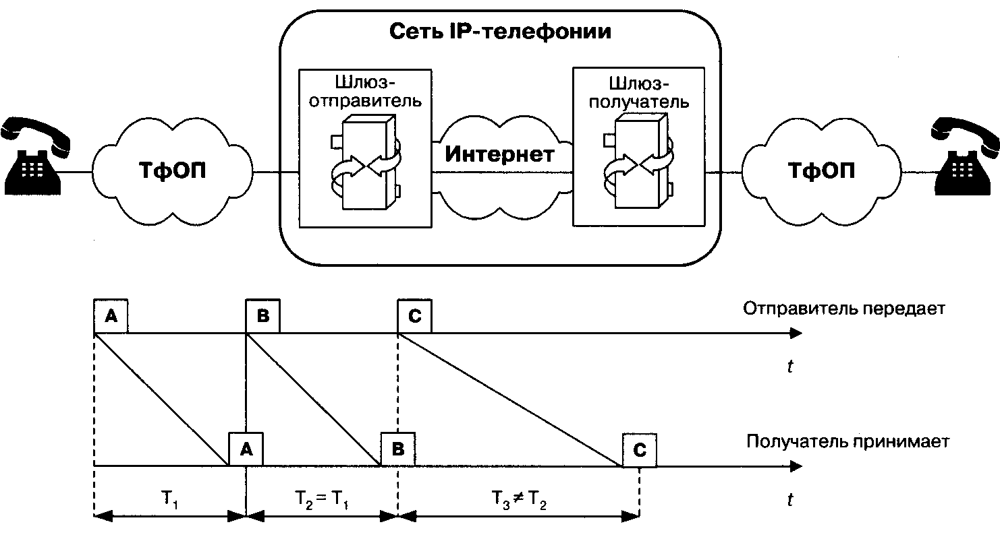 Сеть IP-телефонии
Шлюз-
отправитель
Шлюз-
получатель
ТфОП
Интернет
ТфОП
A
B
C
Отправитель передает
t
A
B
C
Получатель принимает
T₁
T₂ = T₁
T₃ ≠ T₂
t